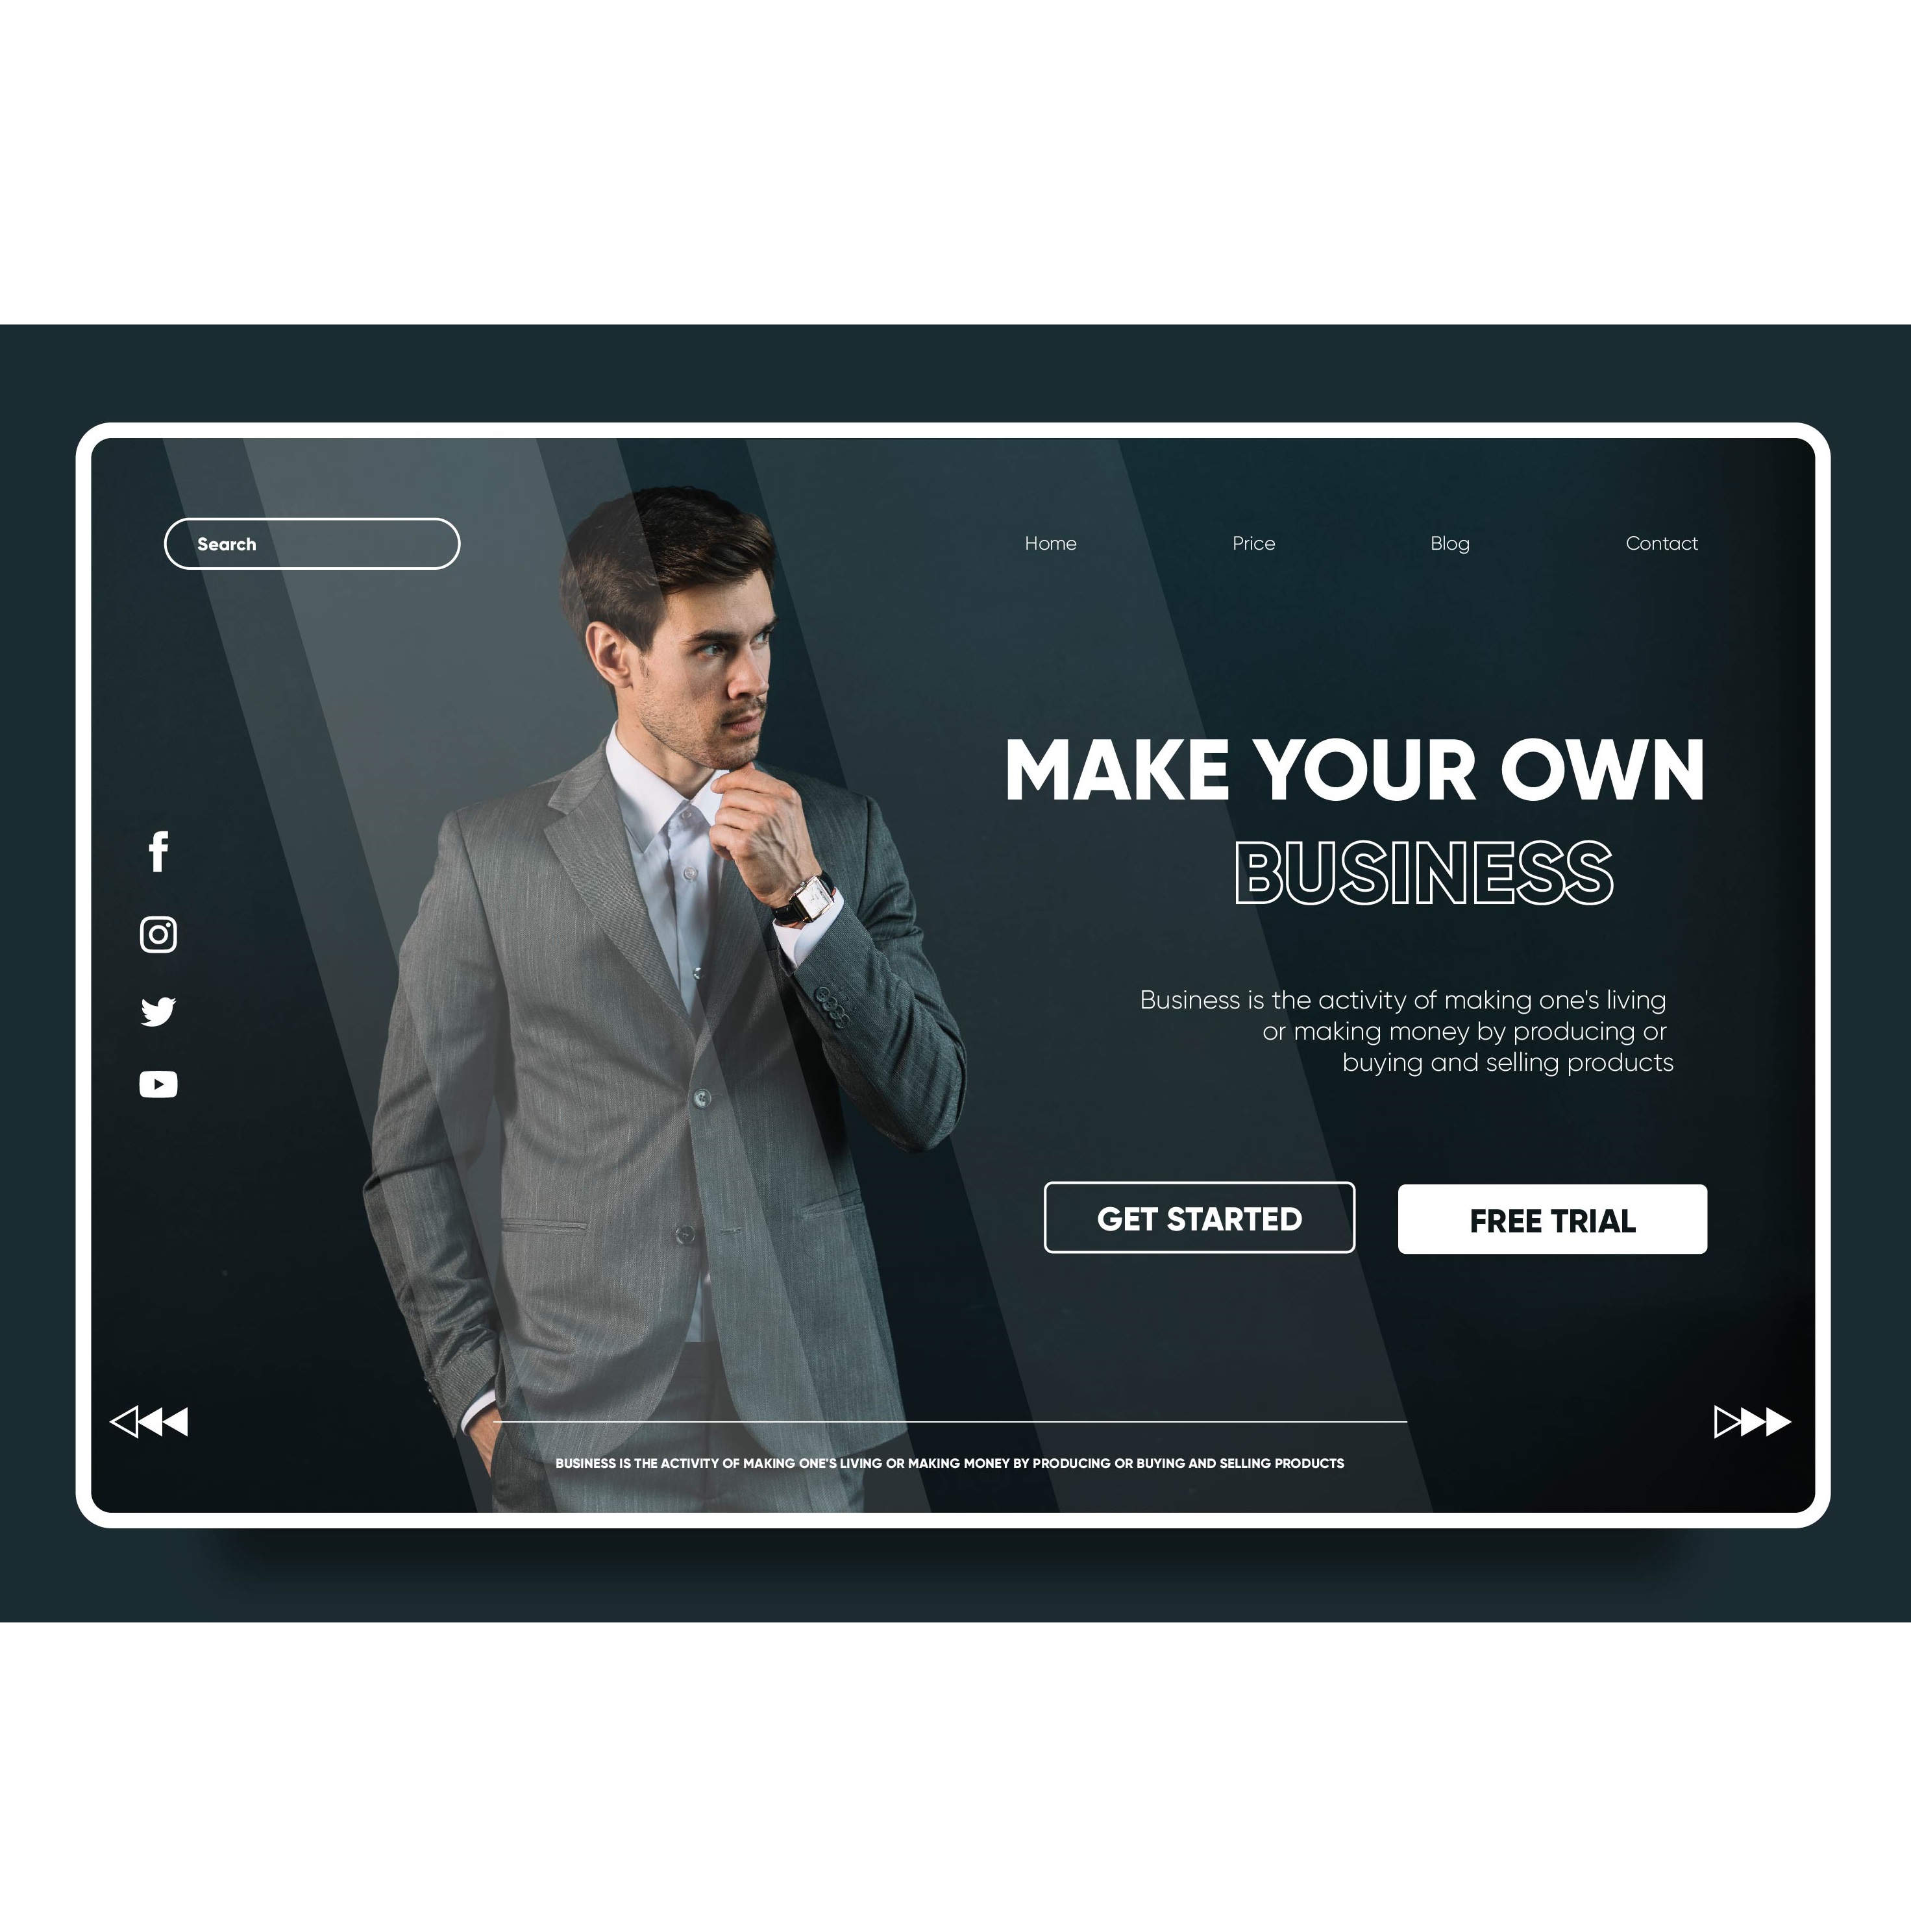 Search
Home
Price
Blog
Contact
MAKE YOUR OWN
BUSINESS
Business is the activity of making one's living
or making money by producing or
buying and selling products
GET STARTED
FREE TRIAL
BUSINESS IS THE ACTIVITY OF MAKING ONE'S LIVING OR MAKING MONEY BY PRODUCING OR BUYING AND SELLING PRODUCTS